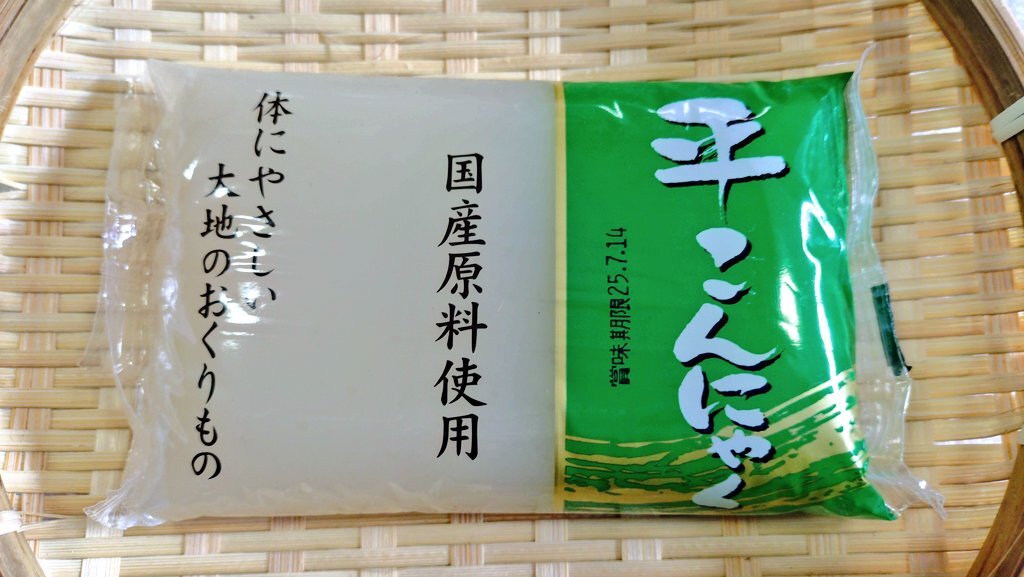 平こんにゃく
賞味期限25.7.14
国産原料使用
体にやさしい
大地のおくりもの